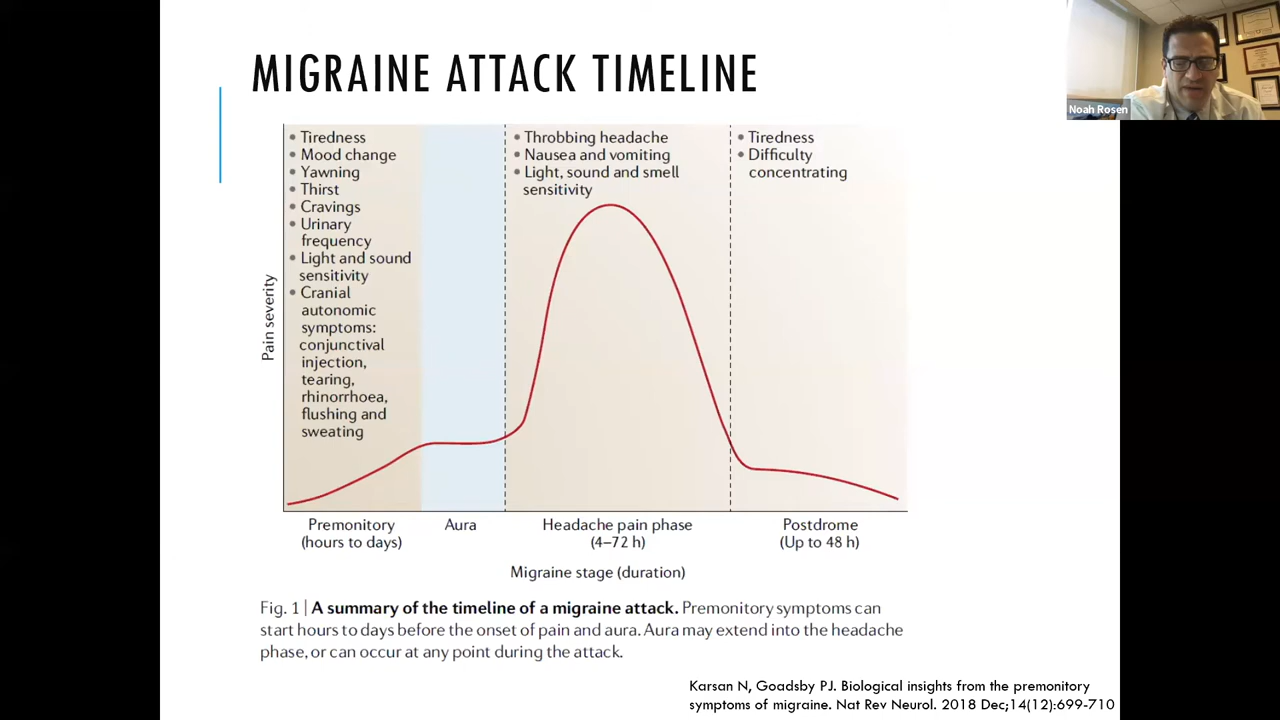 MIGRAINE ATTACK TIMELINE
Noah Rosen
• Tiredness
• Mood change
• Yawning
• Thirst
• Cravings
• Urinary
frequency
• Light and sound
sensitivity
• Cranial
autonomic
symptoms:
conjunctival
injection,
tearing,
rhinorrhoea,
flushing and
sweating
• Throbbing headache
• Nausea and vomiting
• Light, sound and smell
sensitivity
• Tiredness
• Difficulty
concentrating
Pain severity
Premonitory
(hours to days)
Aura
Headache pain phase
(4–72 h)
Postdrome
(Up to 48 h)
Migraine stage (duration)
Fig. 1 | A summary of the timeline of a migraine attack. Premonitory symptoms can
start hours to days before the onset of pain and aura. Aura may extend into the headache
phase, or can occur at any point during the attack.
Karsan N, Goadsby PJ. Biological insights from the premonitory
symptoms of migraine. Nat Rev Neurol. 2018 Dec;14(12):699-710